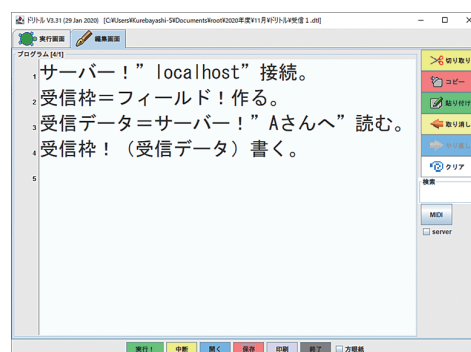 ドリトル V3.31 (29 Jan 2020) [C:¥Users¥Kurebayashi-S¥Documents¥root¥2020年度¥11月¥ドリトル¥受信１.dtl]
実行画面 編集画面
プログラム [4/1]
1 サーバー！”localhost”接続。
2 受信枠＝フィールド！作る。
3 受信データ＝サーバー！”Aさんへ”読む。
4 受信枠！（受信データ）書く。
5
切り取り
コピー
貼り付け
取り消し
やり直し
クリア
検索
MIDI
server
実行！ 中断 開く 保存 印刷 終了 方眼紙